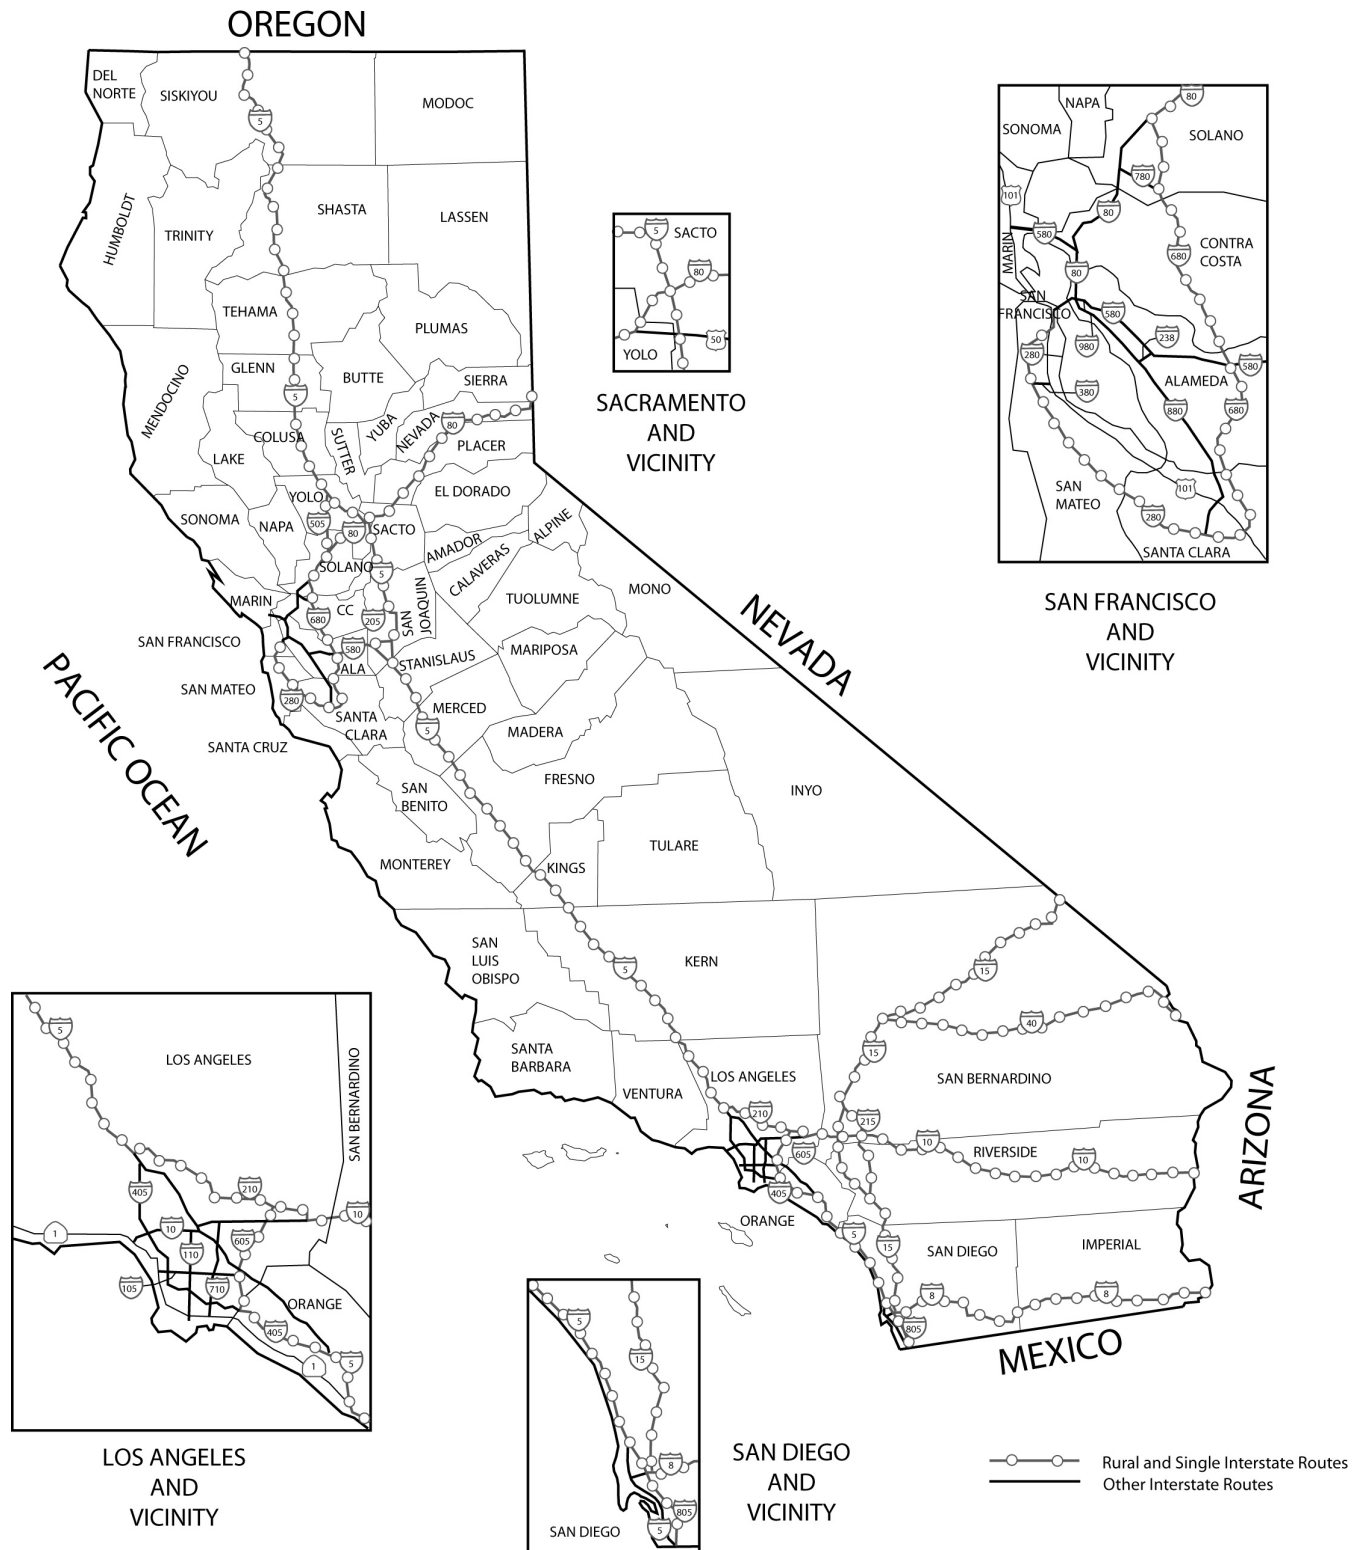 OREGON
DEL
NORTE
SISKIYOU
MODOC
5
HUMBOLDT
TRINITY
SHASTA
LASSEN
TEHAMA
PLUMAS
GLENN
BUTTE
SIERRA
5
MENDOCINO
COLUSA
SUTTER
YUBA
NEVADA
80
PLACER
LAKE
YOLO
EL DORADO
SONOMA
NAPA
505
80
SACTO
AMADOR
ALPINE
CALAVERAS
SOLANO
5
MARIN
CC
SAN
JOAQUIN
TUOLUMNE
MONO
680
205
SAN FRANCISCO
580
ALA
STANISLAUS
MARIPOSA
SAN MATEO
280
SANTA
CLARA
MERCED
5
MADERA
SANTA CRUZ
FRESNO
SAN
BENITO
INYO
MONTEREY
KINGS
TULARE
SAN
LUIS
OBISPO
5
KERN
15
40
15
SANTA
BARBARA
VENTURA
LOS ANGELES
SAN BERNARDINO
210
215
605
10
RIVERSIDE
10
405
ORANGE
5
15
SAN DIEGO
IMPERIAL
8
8
805
NEVADA
PACIFIC OCEAN
ARIZONA
MEXICO
5
SACTO
80
50
YOLO
SACRAMENTO
AND
VICINITY
80
NAPA
SONOMA
SOLANO
780
101
80
580
MARIN
CONTRA
COSTA
680
80
SAN
FRANCISCO
580
238
280
980
580
380
ALAMEDA
880
680
SAN
MATEO
101
280
SANTA CLARA
SAN FRANCISCO
AND
VICINITY
5
LOS ANGELES
SAN BERNARDINO
405
210
10
10
1
110
605
105
710
ORANGE
405
1
5
LOS ANGELES
AND
VICINITY
5
15
8
805
SAN DIEGO
5
SAN DIEGO
AND
VICINITY
Rural and Single Interstate Routes
Other Interstate Routes